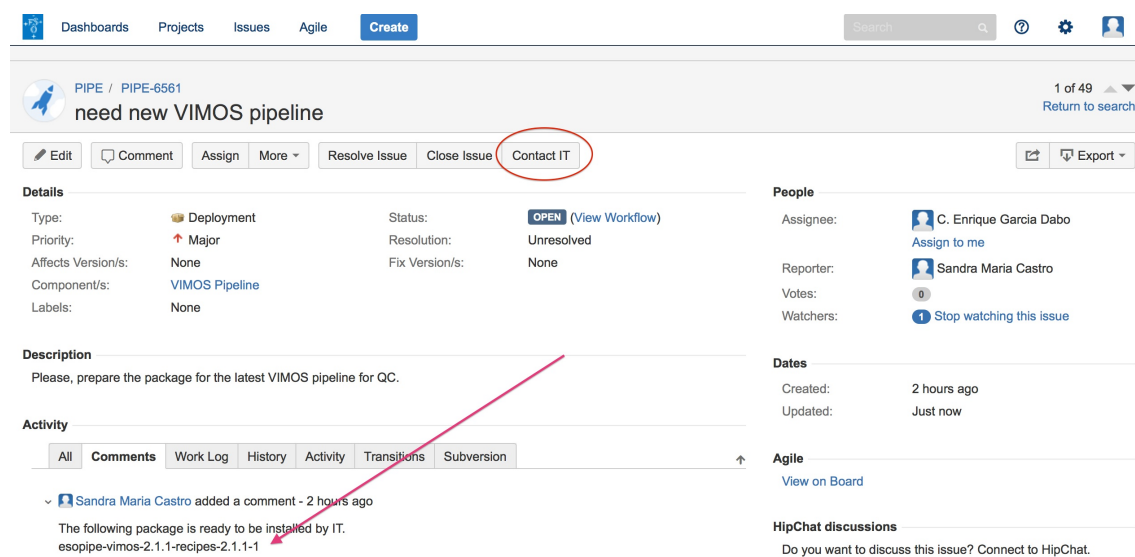 Dashboards Projects Issues Agile Create Search
PIPE / PIPE-6561
need new VIMOS pipeline
1 of 49
Return to search
Edit Comment Assign More Resolve Issue Close Issue Contact IT Export
Details
Type: Deployment Status: OPEN (View Workflow)
Priority: Major Resolution: Unresolved
Affects Version/s: None Fix Version/s: None
Component/s: VIMOS Pipeline
Labels: None
Description
Please, prepare the package for the latest VIMOS pipeline for QC.
Activity
All Comments Work Log History Activity Transitions Subversion
Sandra Maria Castro added a comment - 2 hours ago
The following package is ready to be installed by IT.
esopipe-vimos-2.1.1-recipes-2.1.1-1
People
Assignee: C. Enrique Garcia Dabo
Assign to me
Reporter: Sandra Maria Castro
Votes: 0
Watchers: 1 Stop watching this issue
Dates
Created: 2 hours ago
Updated: Just now
Agile
View on Board
HipChat discussions
Do you want to discuss this issue? Connect to HipChat.